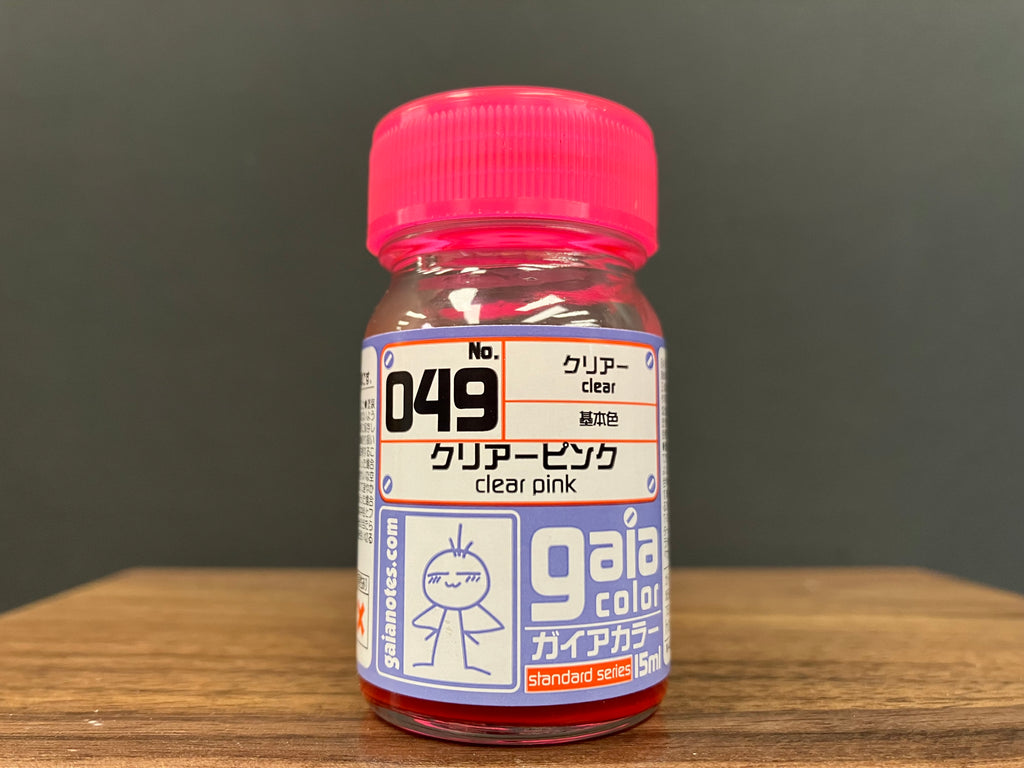 No.
049
クリアー
clear
基本色
クリアーピンク
clear pink
gaianotes.com
gaia
color
ガイアカラー
standard series
15ml